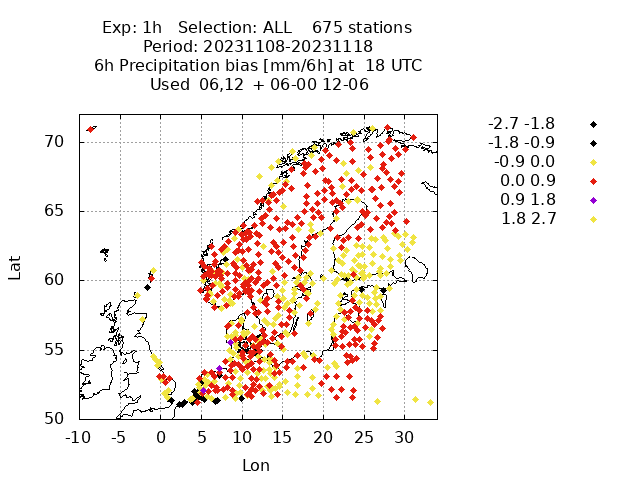 Exp: 1h   Selection: ALL    675 stations
Period: 20231108-20231118
6h Precipitation bias [mm/6h] at  18 UTC
Used  06,12  + 06-00 12-06
-2.7 -1.8
-1.8 -0.9
-0.9 0.0
0.0 0.9
0.9 1.8
1.8 2.7
Lat
70
65
60
55
50
-10 -5 0 5 10 15 20 25 30
Lon